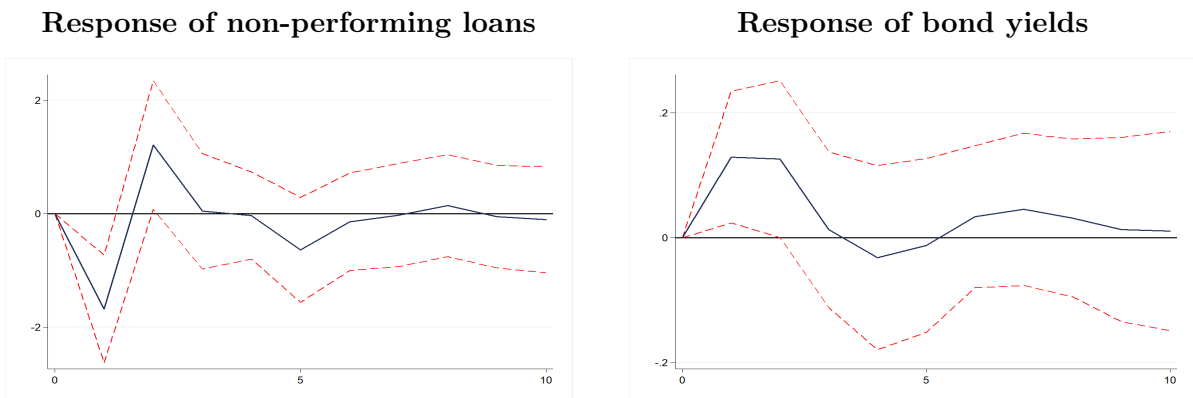 Response of non-performing loans
2
0
-2
0 5 10
Response of bond yields
.2
0
-.2
0 5 10